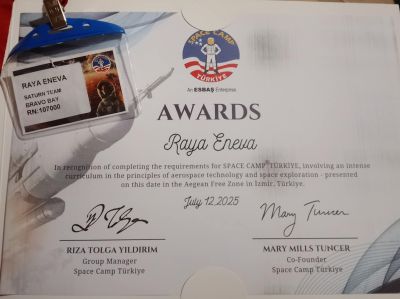 SPACE CAMP
TÜRKİYE
An ESBAŞ Enterprise
RAYA ENEVA
SATURN TEAM
BRAVO BAY
RN:107000
AWARDS
Raya Eneva
In recognition of completing the requirements for SPACE CAMP TÜRKİYE, involving an intense
curriculum in the principles of aerospace technology and space exploration - presented
on this date in the Aegean Free Zone in İzmir, Türkiye.
July 12,2025
Mary Tuncer
RIZA TOLGA YILDIRIM
Group Manager
Space Camp Türkiye
MARY MILLS TUNCER
Co-Founder
Space Camp Türkiye